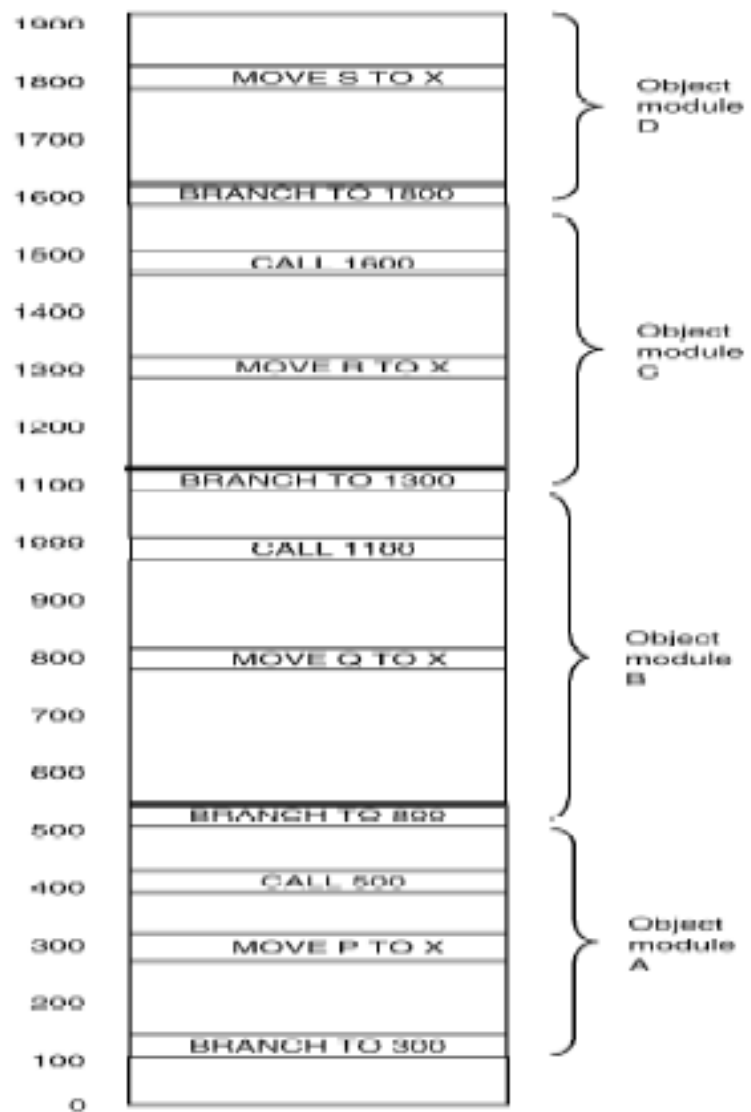 1900
1800
MOVE S TO X
Object
module
D
1700
1600
BRANCH TO 1800
1500
CALL 1600
1400
Object
module
C
1300
MOVE R TO X
1200
1100
BRANCH TO 1300
1000
CALL 1100
900
800
MOVE Q TO X
Object
module
B
700
600
BRANCH TO 800
500
400
CALL 500
300
MOVE P TO X
Object
module
A
200
BRANCH TO 300
100
0